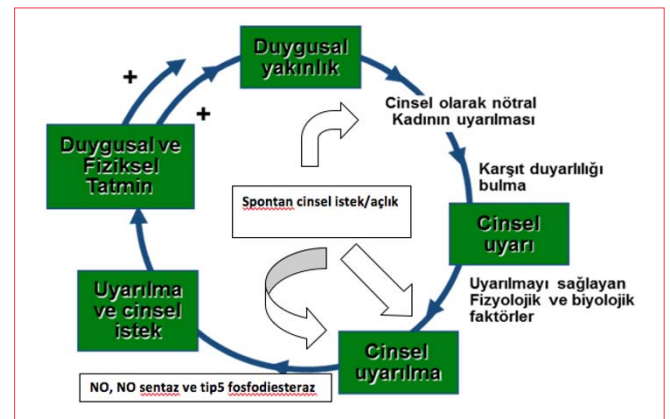 Duygusal
yakınlık
Cinsel olarak nötral
Kadının uyarılması
Karşıt duyarlılığı
bulma
Cinsel
uyarı
Uyarılmayı sağlayan
Fizyolojik ve biyolojik
faktörler
Cinsel
uyarılma
NO, NO sentaz ve tip5 fosfodiesteraz
Uyarılma
ve cinsel
istek
Duygusal ve
Fiziksel
Tatmin
+
+
Spontan cinsel istek/açlık